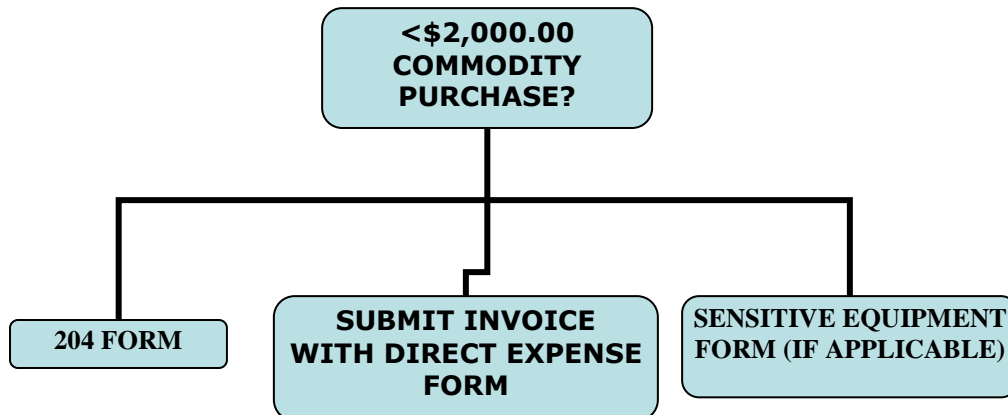 <$2,000.00
COMMODITY
PURCHASE?
204 FORM
SUBMIT INVOICE
WITH DIRECT EXPENSE
FORM
SENSITIVE EQUIPMENT
FORM (IF APPLICABLE)